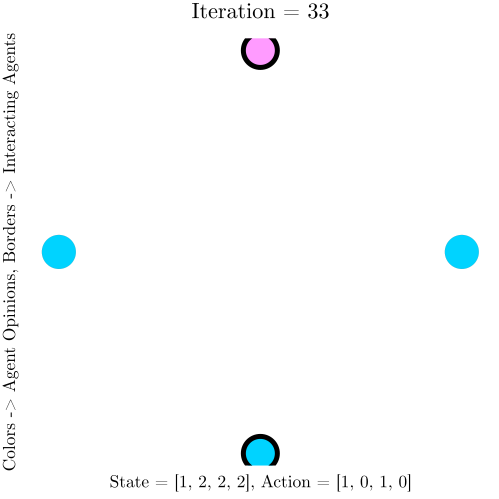 Iteration = 33
Colors -> Agent Opinions, Borders -> Interacting Agents
State = [1, 2, 2, 2], Action = [1, 0, 1, 0]